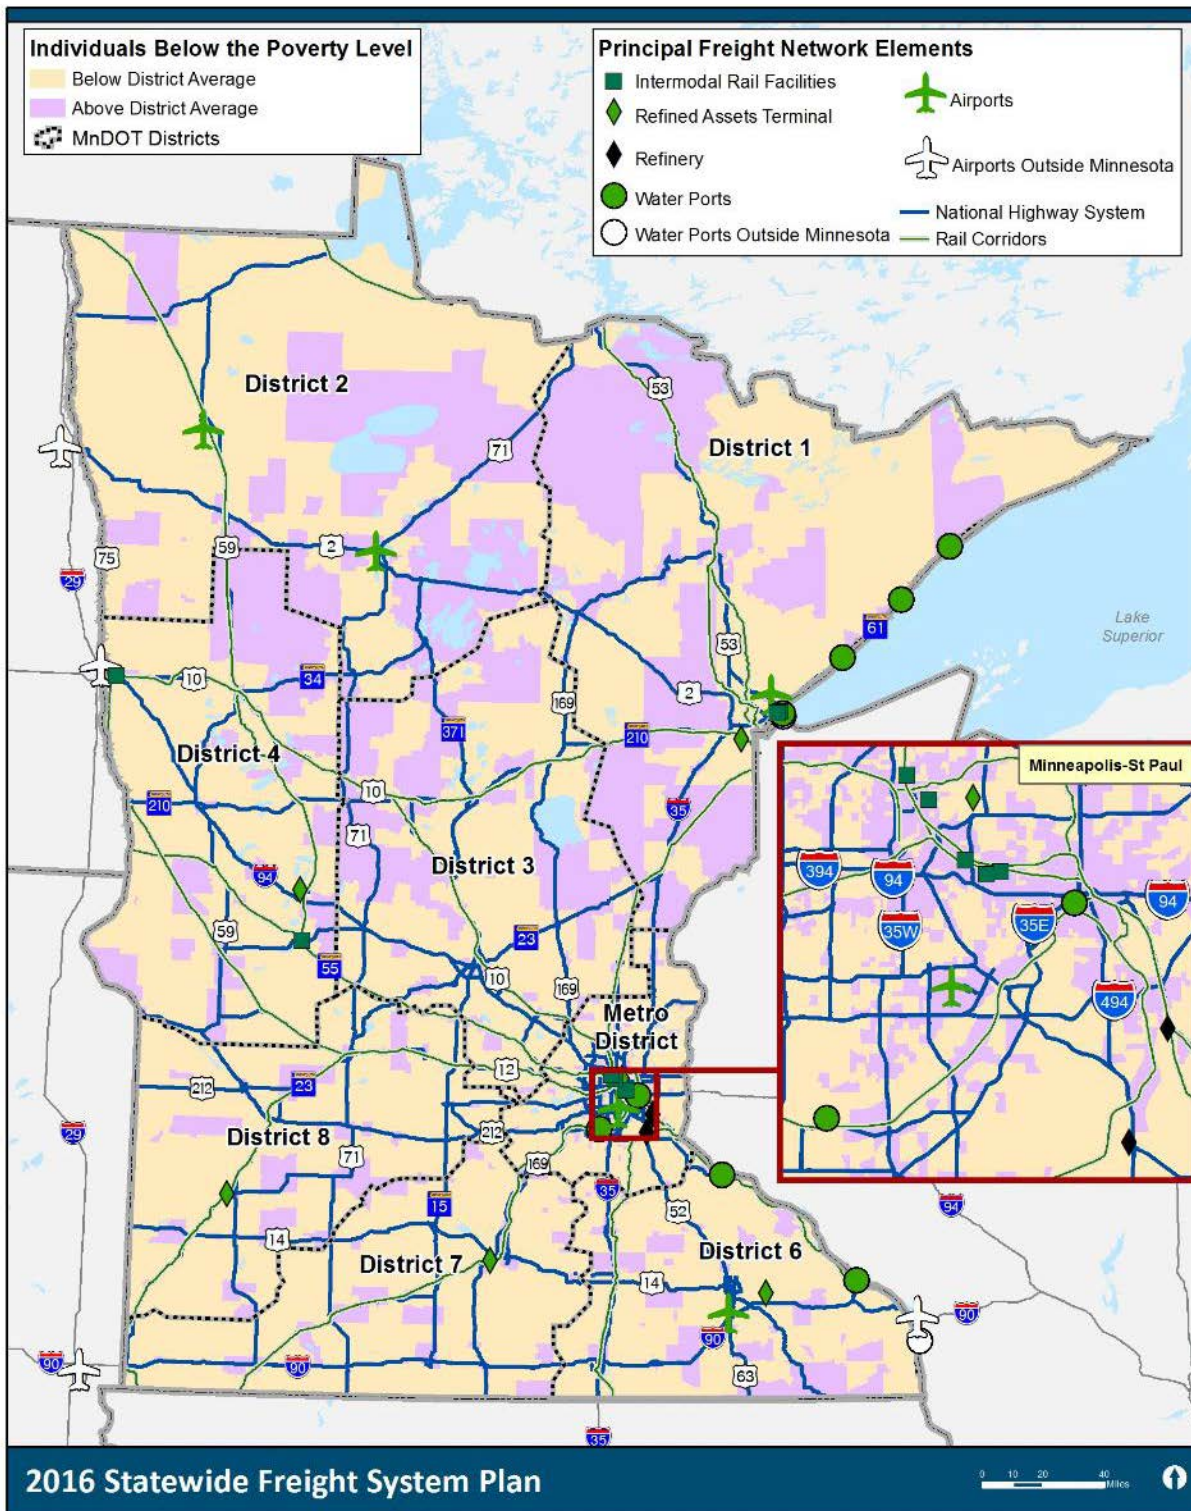 Individuals Below the Poverty Level
Below District Average
Above District Average
MnDOT Districts
Principal Freight Network Elements
Intermodal Rail Facilities
Refined Assets Terminal
Refinery
Water Ports
Water Ports Outside Minnesota
Airports
Airports Outside Minnesota
National Highway System
Rail Corridors
District 2
53
District 1
71
75
59
2
29
61
Lake
Superior
53
10
34
2
169
371
210
District 4
Minneapolis-St Paul
210
10
35
71
District 3
394
94
94
94
35W
35E
59
23
55
10
169
494
Metro
District
12
212
23
29
District 8
212
71
169
35
94
15
52
14
District 7
District 6
14
90
90
90
90
63
35
2016 Statewide Freight System Plan
0 10 20 40
Miles